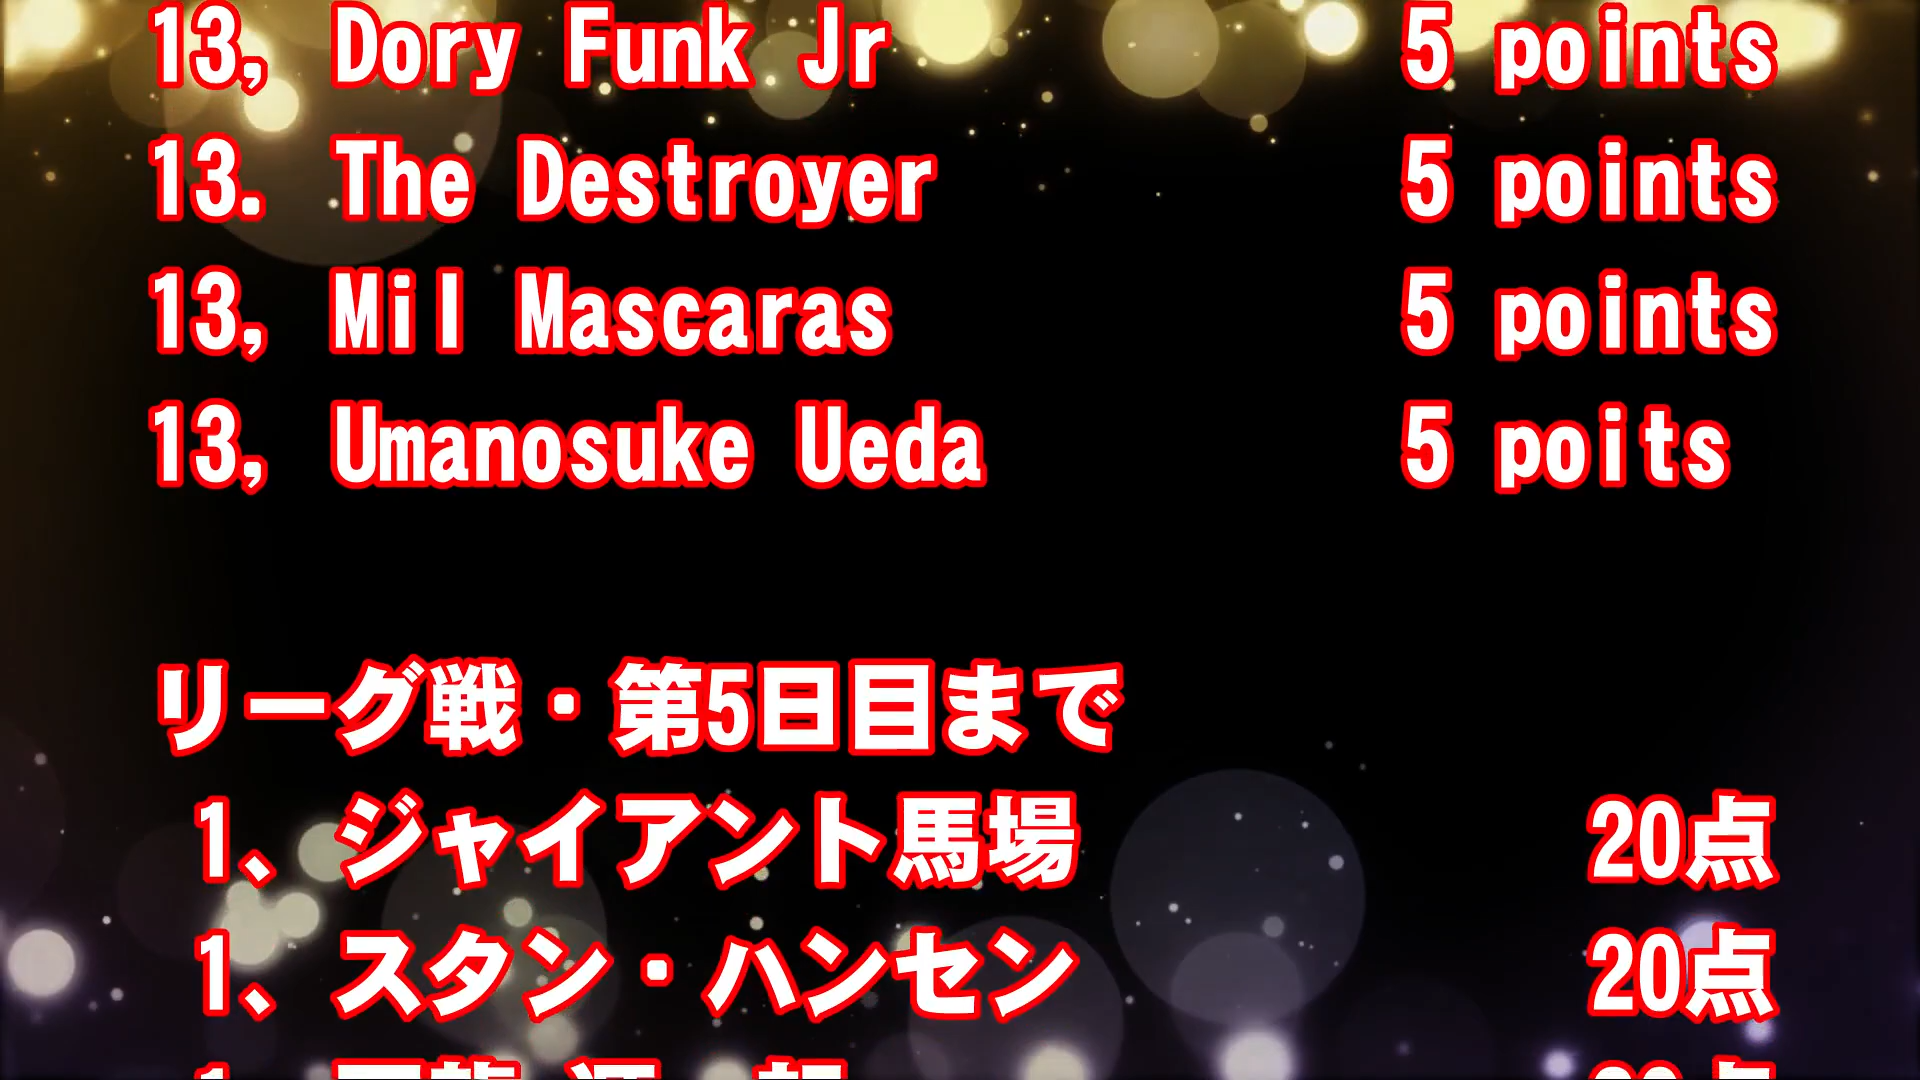 13, Dory Funk Jr 5 points
13. The Destroyer 5 points
13, Mil Mascaras 5 points
13, Umanosuke Ueda 5 poits
リーグ戦・第5日目まで
1、ジャイアント馬場 20点
1、スタン・ハンセン 20点